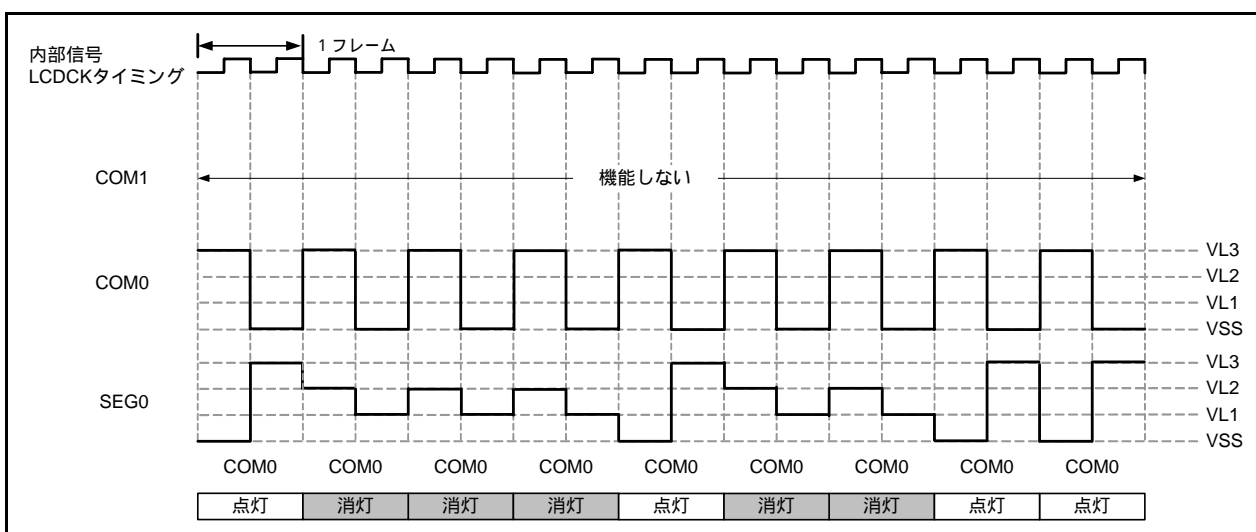 内部信号
LCDCKタイミング
1フレーム
COM1
機能しない
COM0
VL3
VL2
VL1
VSS
SEG0
VL3
VL2
VL1
VSS
COM0 COM0 COM0 COM0 COM0 COM0 COM0 COM0 COM0
点灯 消灯 消灯 消灯 点灯 消灯 消灯 点灯 点灯